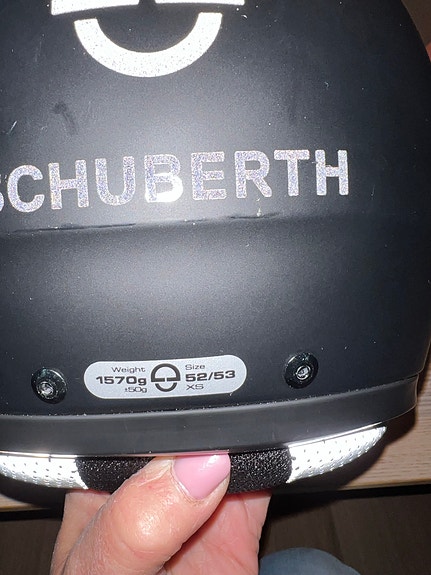 SCHUBERTH
Weight Size
1570g 52/53
±50g XS